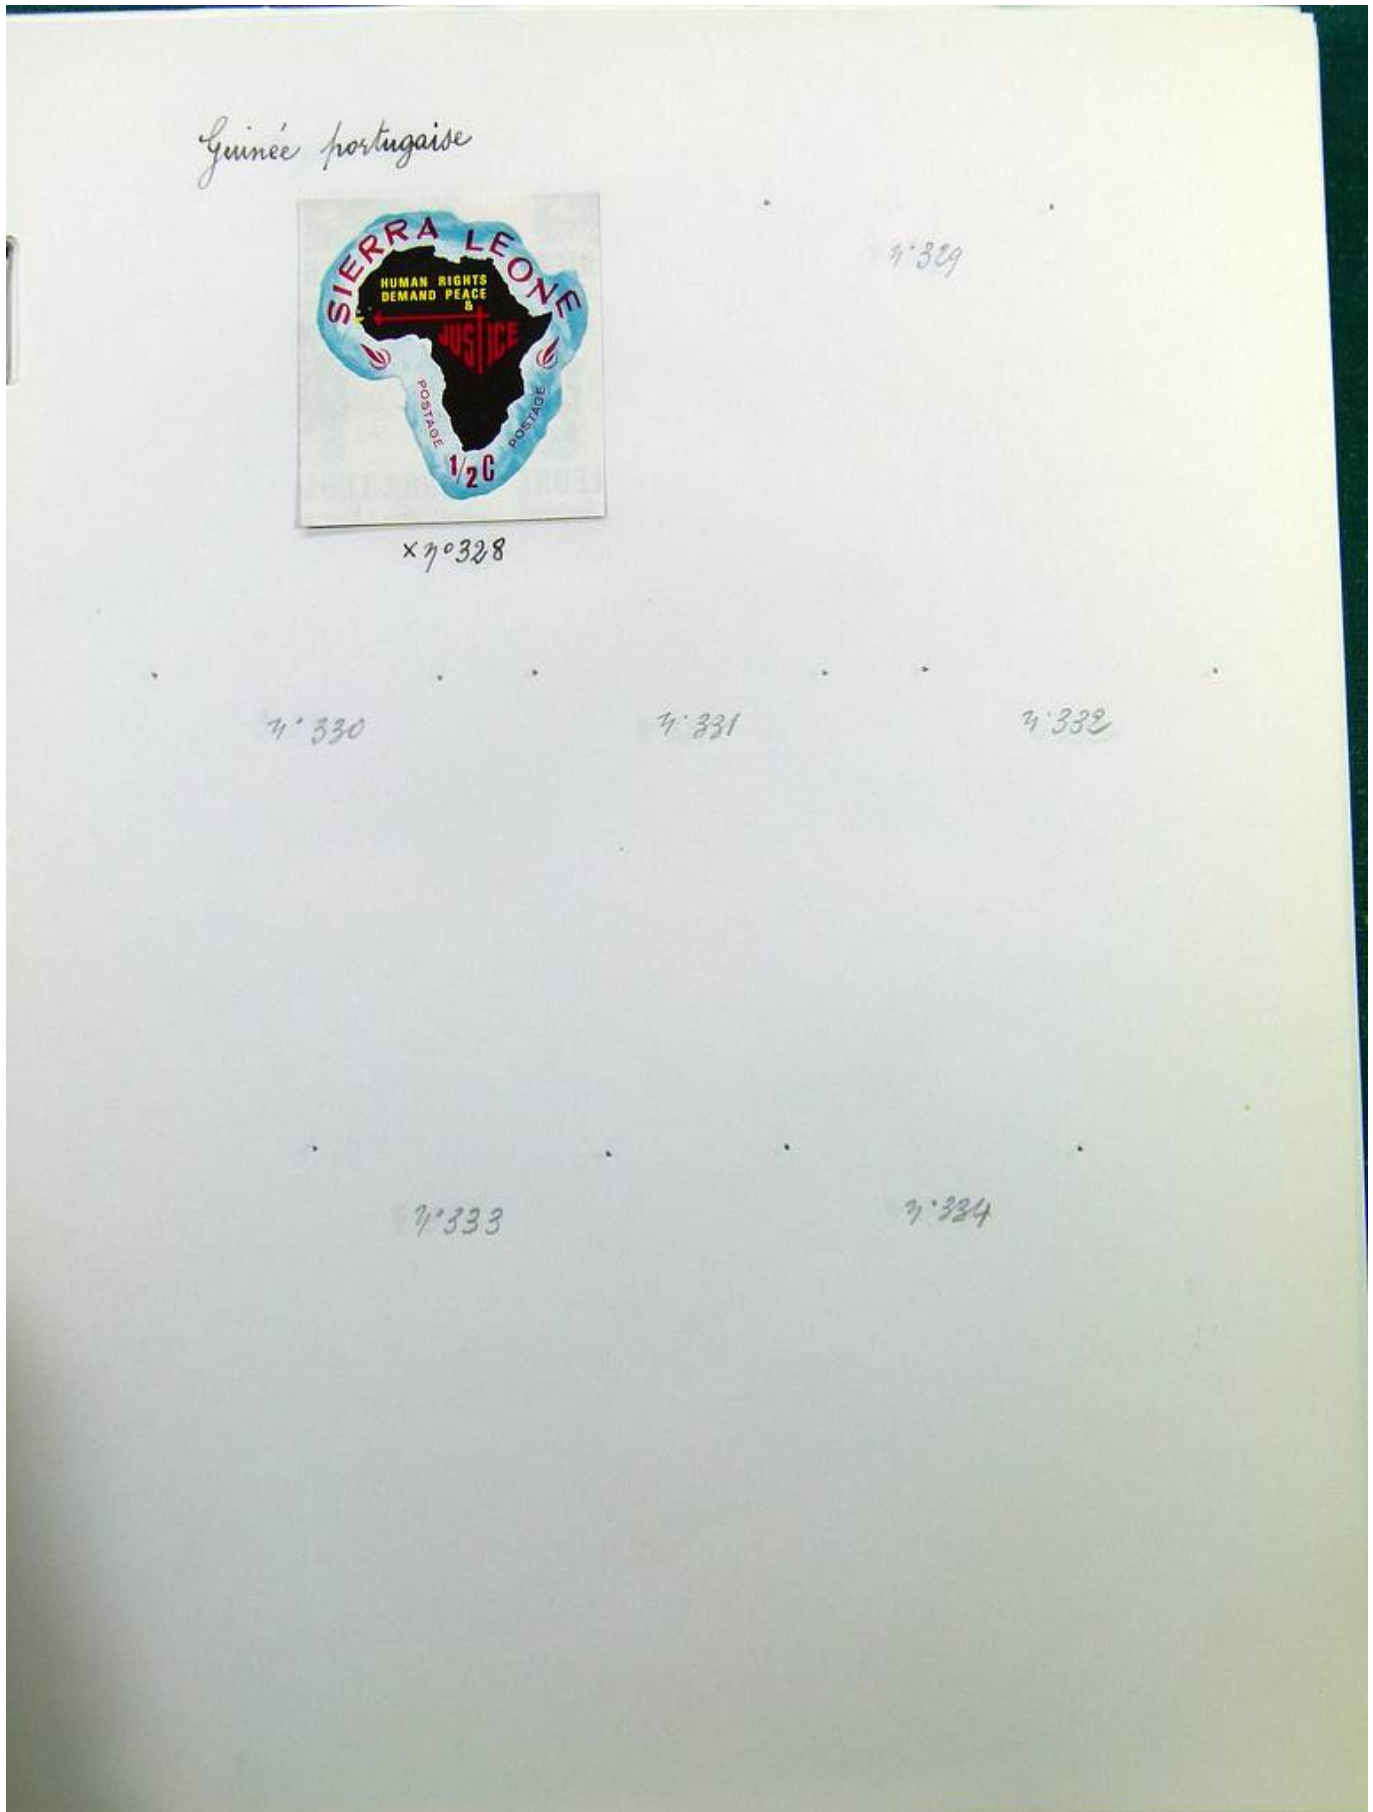 Guinée portugaise
SIERRA LEONE
HUMAN RIGHTS
DEMAND PEACE
&
JUSTICE
POSTAGE
POSTAGE
1/2 C
x n° 328
n° 329
n° 330
n° 331
n° 332
n° 333
n° 334